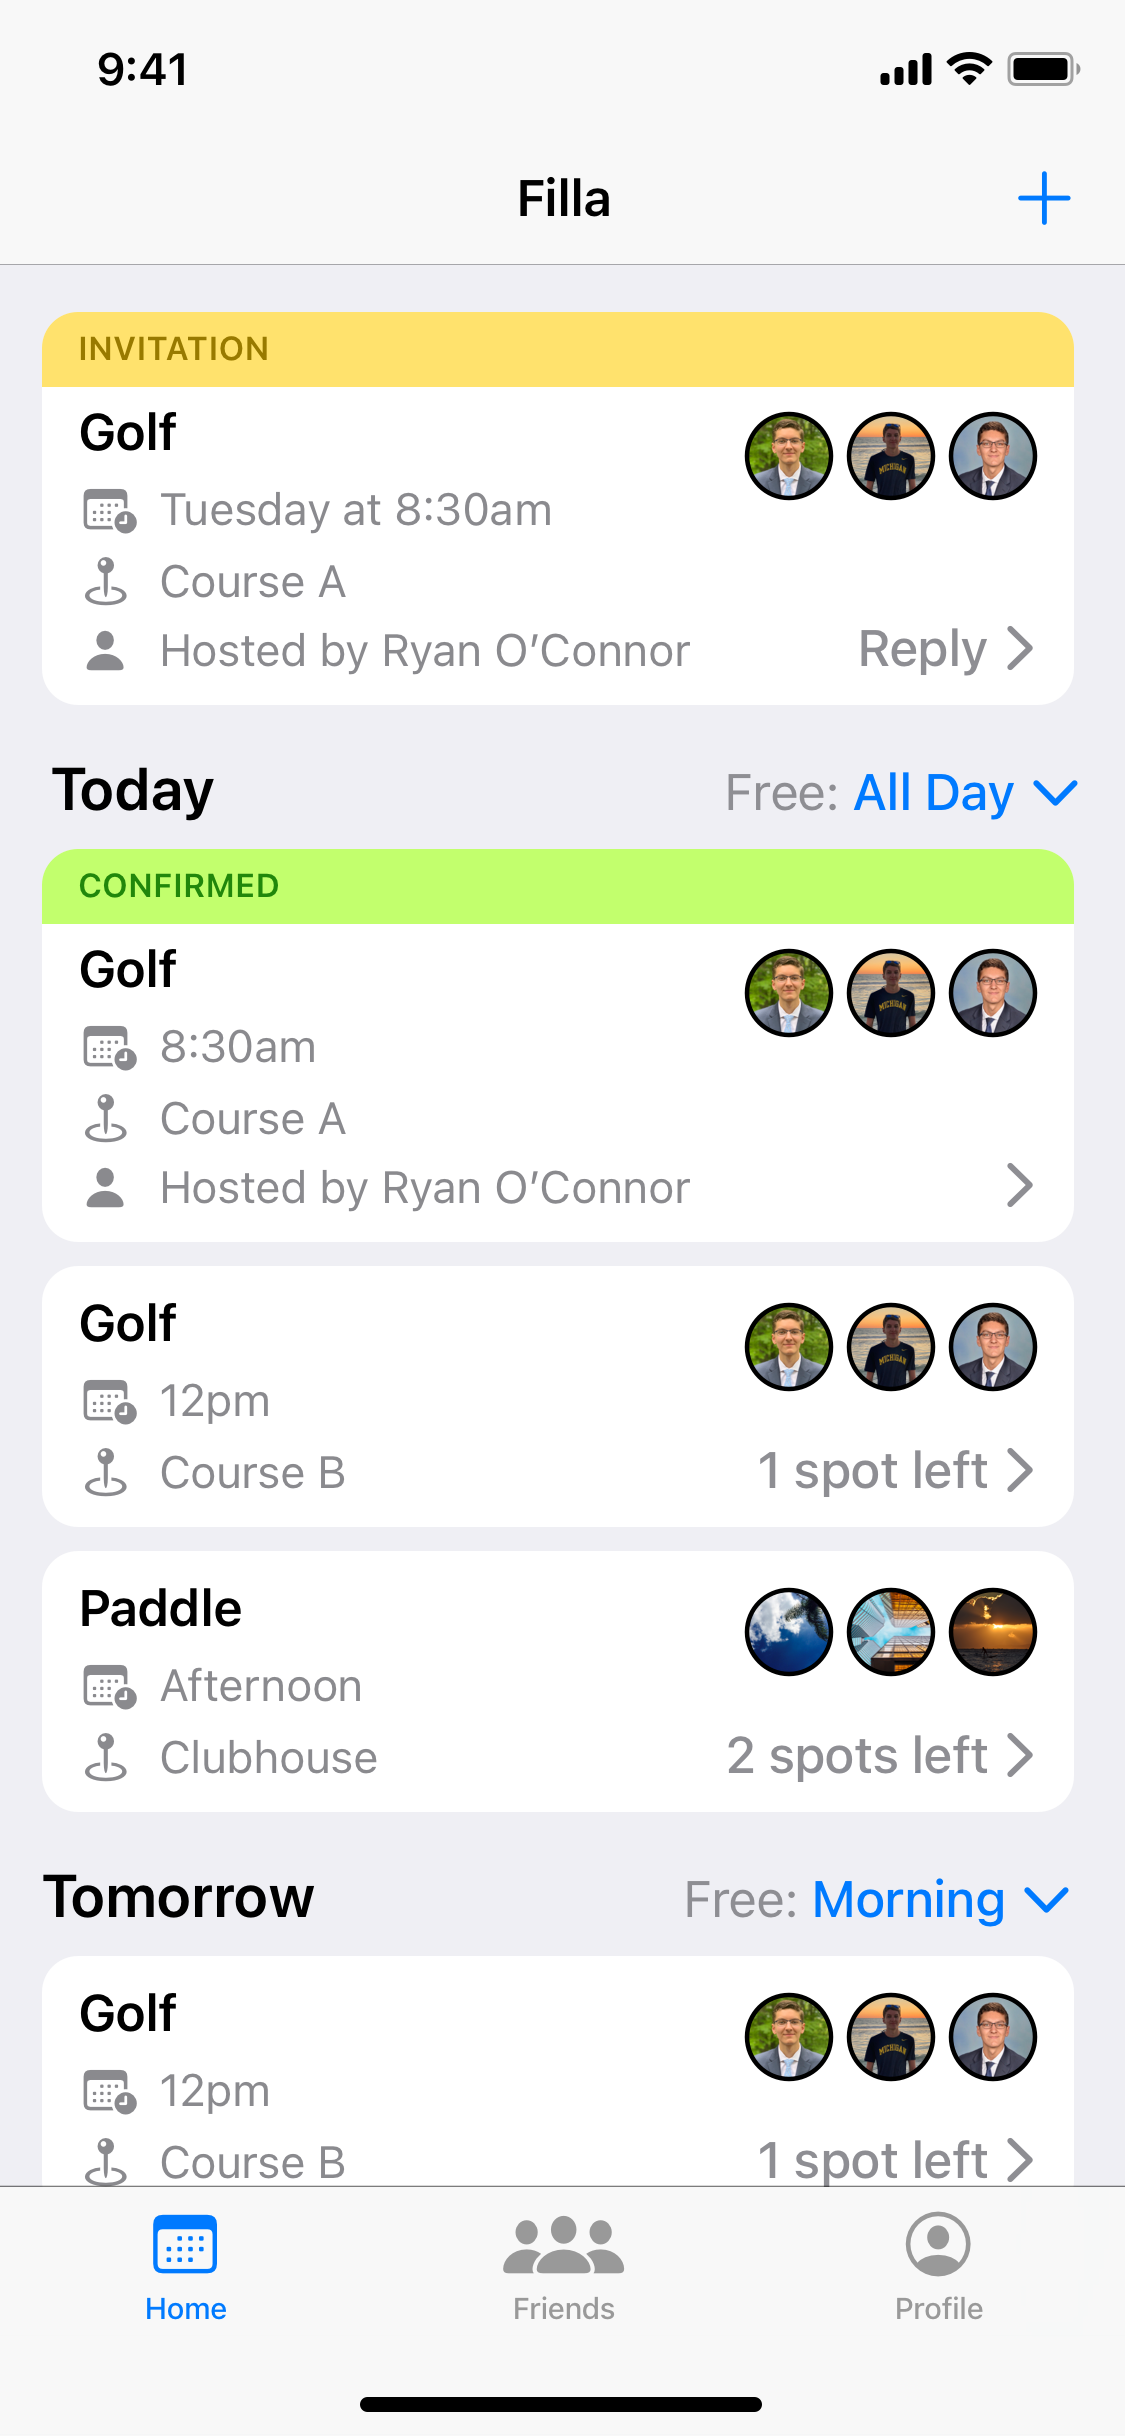 9:41
Filla
INVITATION
Golf
Tuesday at 8:30am
Course A
Hosted by Ryan O’Connor
Reply
Today
Free: All Day
CONFIRMED
Golf
8:30am
Course A
Hosted by Ryan O’Connor
Golf
12pm
Course B
1 spot left
Paddle
Afternoon
Clubhouse
2 spots left
Tomorrow
Free: Morning
Golf
12pm
Course B
1 spot left
Home
Friends
Profile